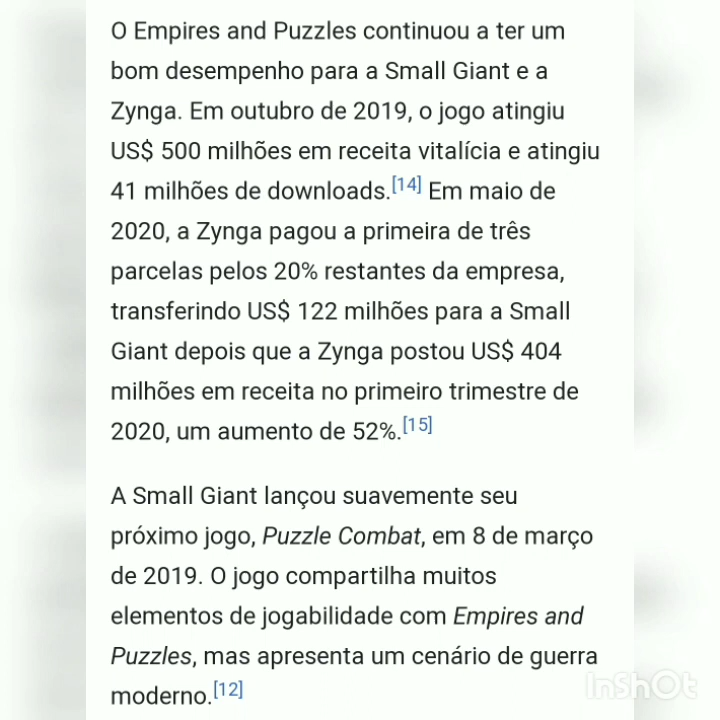 O Empires and Puzzles continuou a ter um
bom desempenho para a Small Giant e a
Zynga. Em outubro de 2019, o jogo atingiu
US$ 500 milhões em receita vitalícia e atingiu
41 milhões de downloads.[14] Em maio de
2020, a Zynga pagou a primeira de três
parcelas pelos 20% restantes da empresa,
transferindo US$ 122 milhões para a Small
Giant depois que a Zynga postou US$ 404
milhões em receita no primeiro trimestre de
2020, um aumento de 52%.[15]
A Small Giant lançou suavemente seu
próximo jogo, Puzzle Combat, em 8 de março
de 2019. O jogo compartilha muitos
elementos de jogabilidade com Empires and
Puzzles, mas apresenta um cenário de guerra
moderno.[12]
InShOt